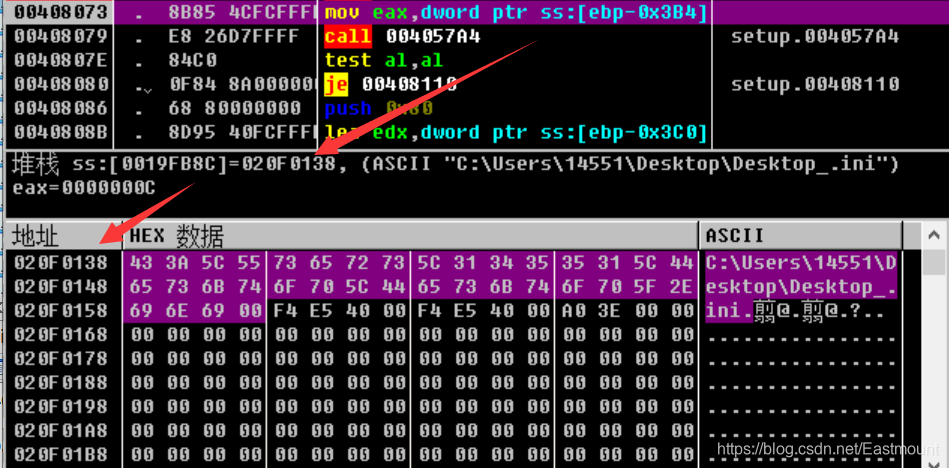 00408073 . 8B85 4CFCFFFF mov eax,dword ptr ss:[ebp-0x3B4]
00408079 . E8 26D7FFFF call 004057A4 setup.004057A4
0040807E . 84C0 test al,al
00408080 .˅ 0F84 8A000000 je 00408110 setup.00408110
00408086 . 68 80000000 push 0x80
0040808B . 8D95 40FCFFFF lea edx,dword ptr ss:[ebp-0x3C0]
堆栈 ss:[0019FB8C]=020F0138, (ASCII "C:\Users\14551\Desktop\Desktop_.ini")
eax=0000000C
地址 HEX 数据 ASCII
020F0138 43 3A 5C 55 73 65 72 73 5C 31 34 35 35 31 5C 44 C:\Users\14551\D
020F0148 65 73 6B 74 6F 70 5C 44 65 73 6B 74 6F 70 5F 2E esktop\Desktop_.
020F0158 69 6E 69 00 F4 E5 40 00 F4 E5 40 00 A0 3E 00 00 ini.翦@.翦@.?..
020F0168 00 00 00 00 00 00 00 00 00 00 00 00 00 00 00 00 ................
020F0178 00 00 00 00 00 00 00 00 00 00 00 00 00 00 00 00 ................
020F0188 00 00 00 00 00 00 00 00 00 00 00 00 00 00 00 00 ................
020F0198 00 00 00 00 00 00 00 00 00 00 00 00 00 00 00 00 ................
020F01A8 00 00 00 00 00 00 00 00 00 00 00 00 00 00 00 00 ................
020F01B8 00 00 00 00 00 00 00 00 00 00 00 00 00 00 00 00
https://blog.csdn.net/Eastmount